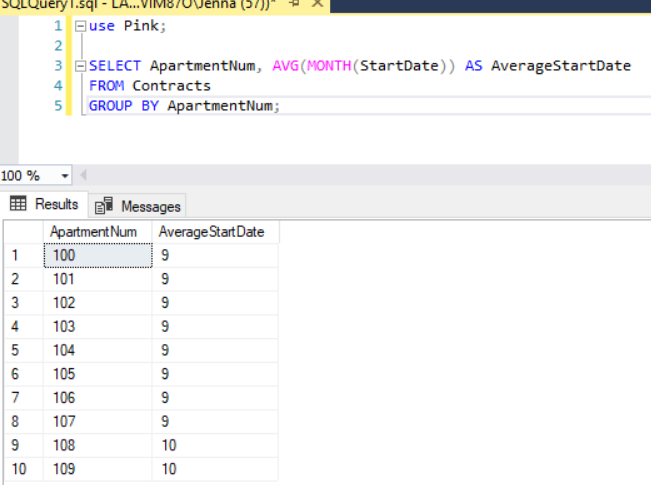 SQLQuery1.sql - LA...VIM87O\Jenna (57))*
1 use Pink;
2
3 SELECT ApartmentNum, AVG(MONTH(StartDate)) AS AverageStartDate
4 FROM Contracts
5 GROUP BY ApartmentNum;
100 %
Results Messages
ApartmentNum AverageStartDate
1 100 9
2 101 9
3 102 9
4 103 9
5 104 9
6 105 9
7 106 9
8 107 9
9 108 10
10 109 10